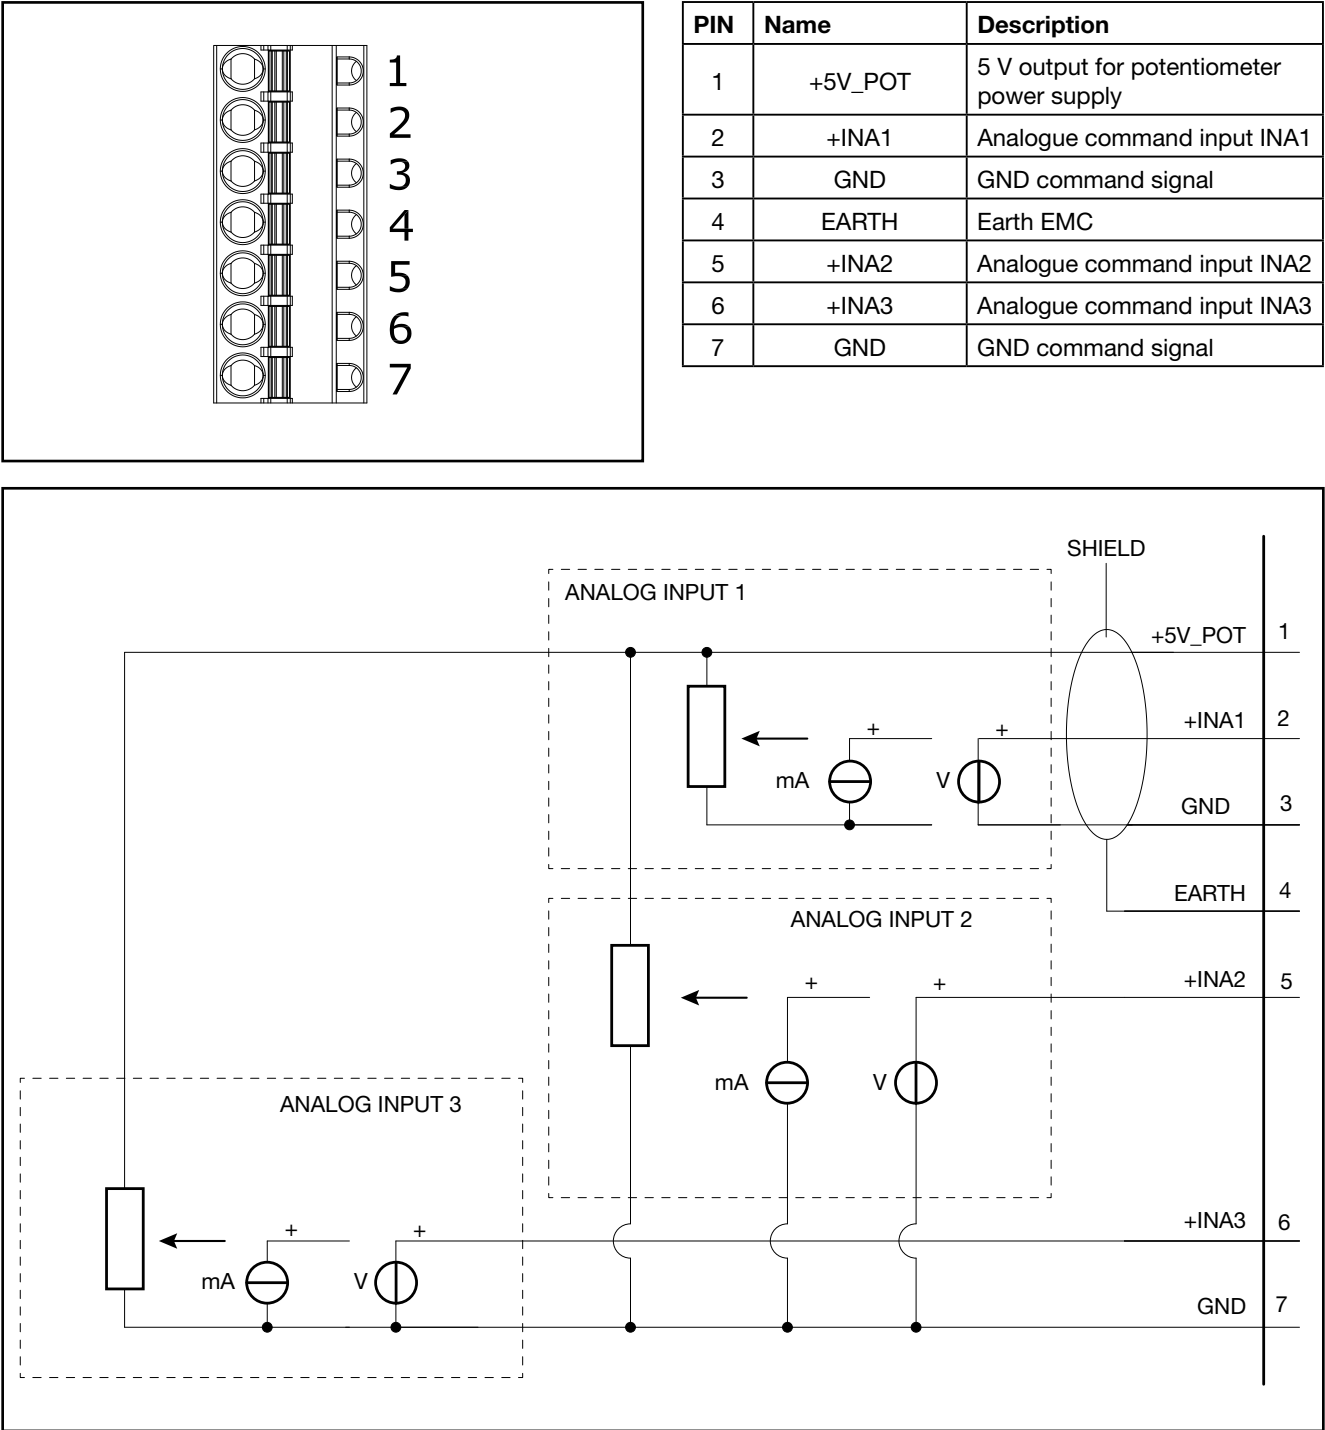 1
2
3
4
5
6
7
PIN Name Description
1 +5V_POT 5 V output for potentiometer
power supply
2 +INA1 Analogue command input INA1
3 GND GND command signal
4 EARTH Earth EMC
5 +INA2 Analogue command input INA2
6 +INA3 Analogue command input INA3
7 GND GND command signal
SHIELD
ANALOG INPUT 1
+5V_POT 1
+ + +INA1 2
mA V
GND 3
EARTH 4
ANALOG INPUT 2
+ + +INA2 5
mA V
ANALOG INPUT 3
+ + +INA3 6
mA V
GND 7